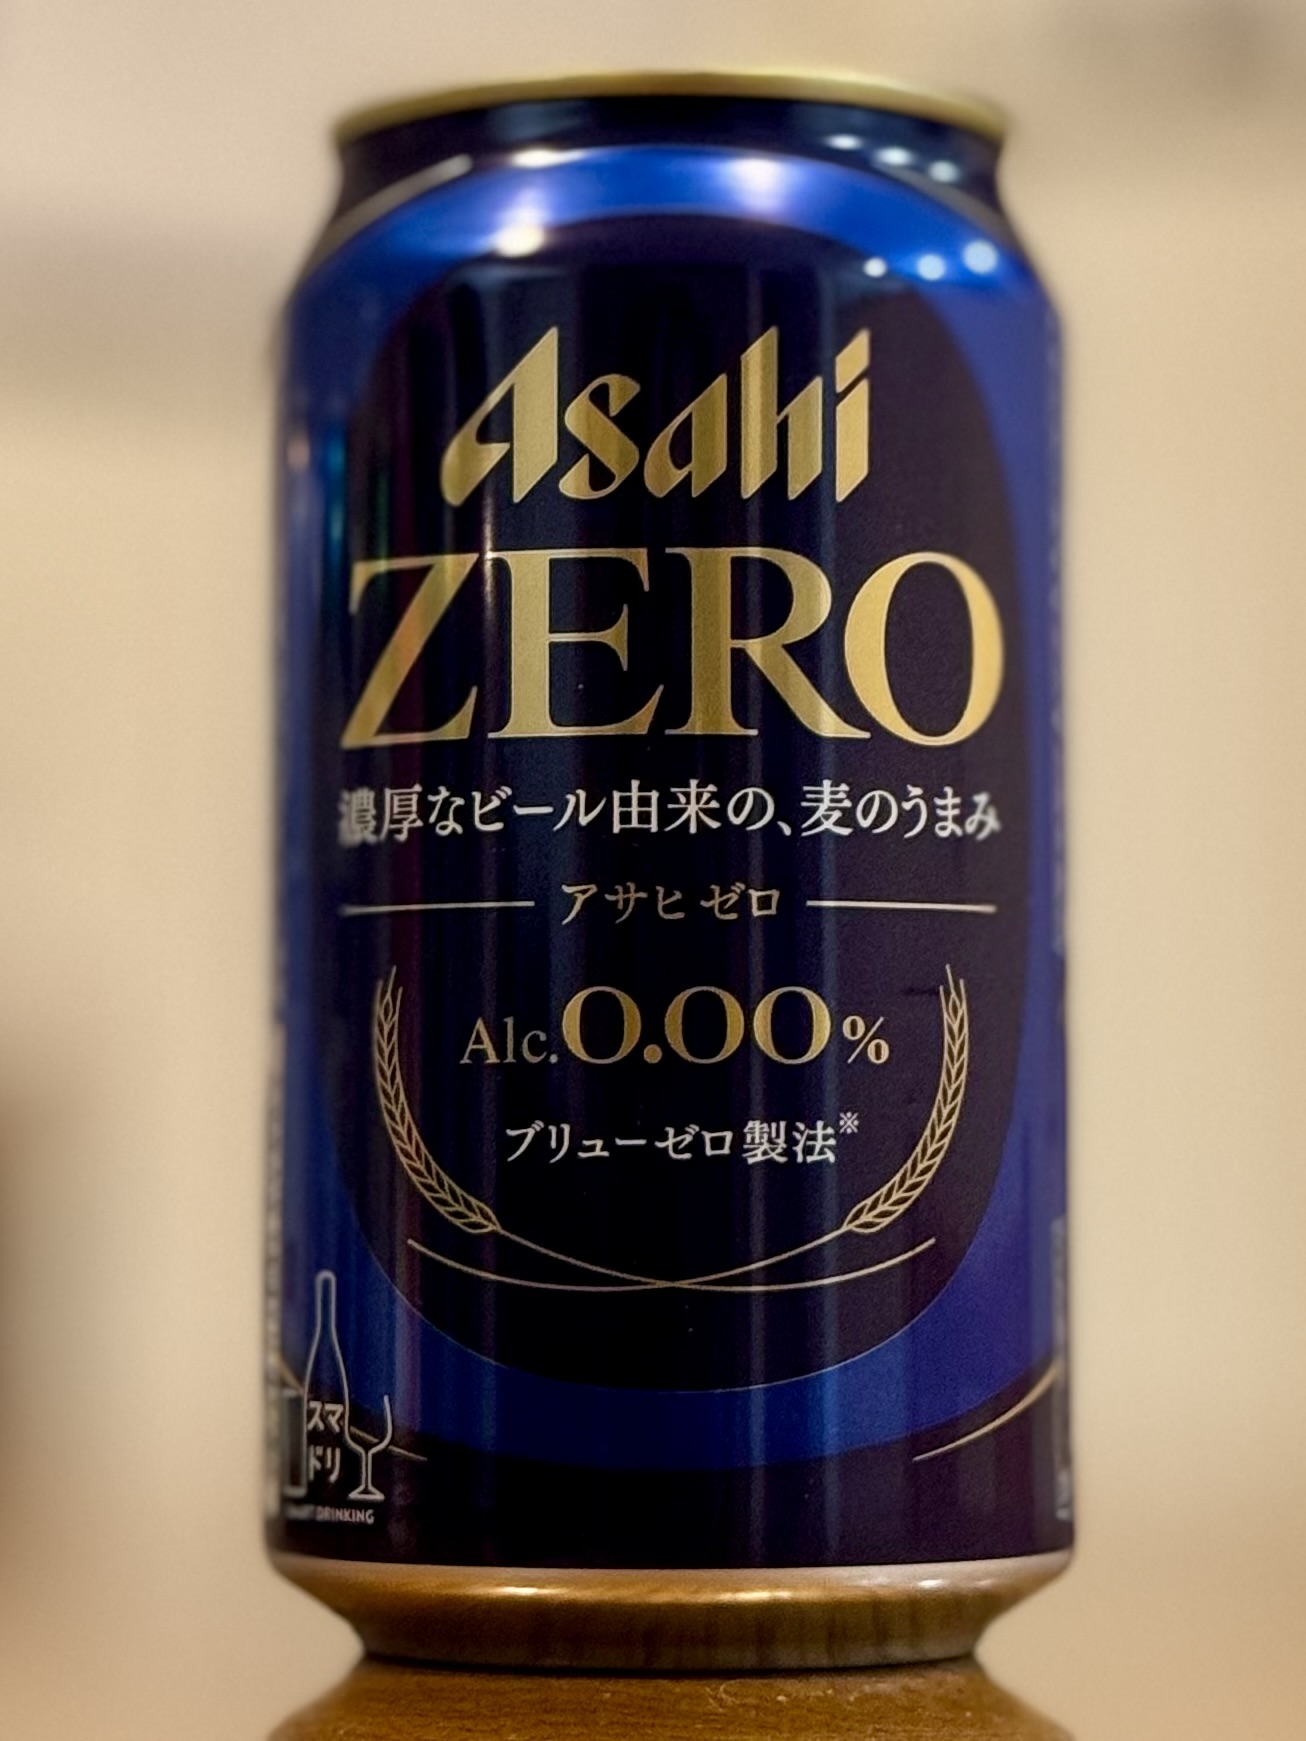 Asahi
ZERO
濃厚なビール由来の、麦のうまみ
アサヒ ゼロ
Alc.0.00%
ブリューゼロ製法※
スマ
ドリ
DRINKING